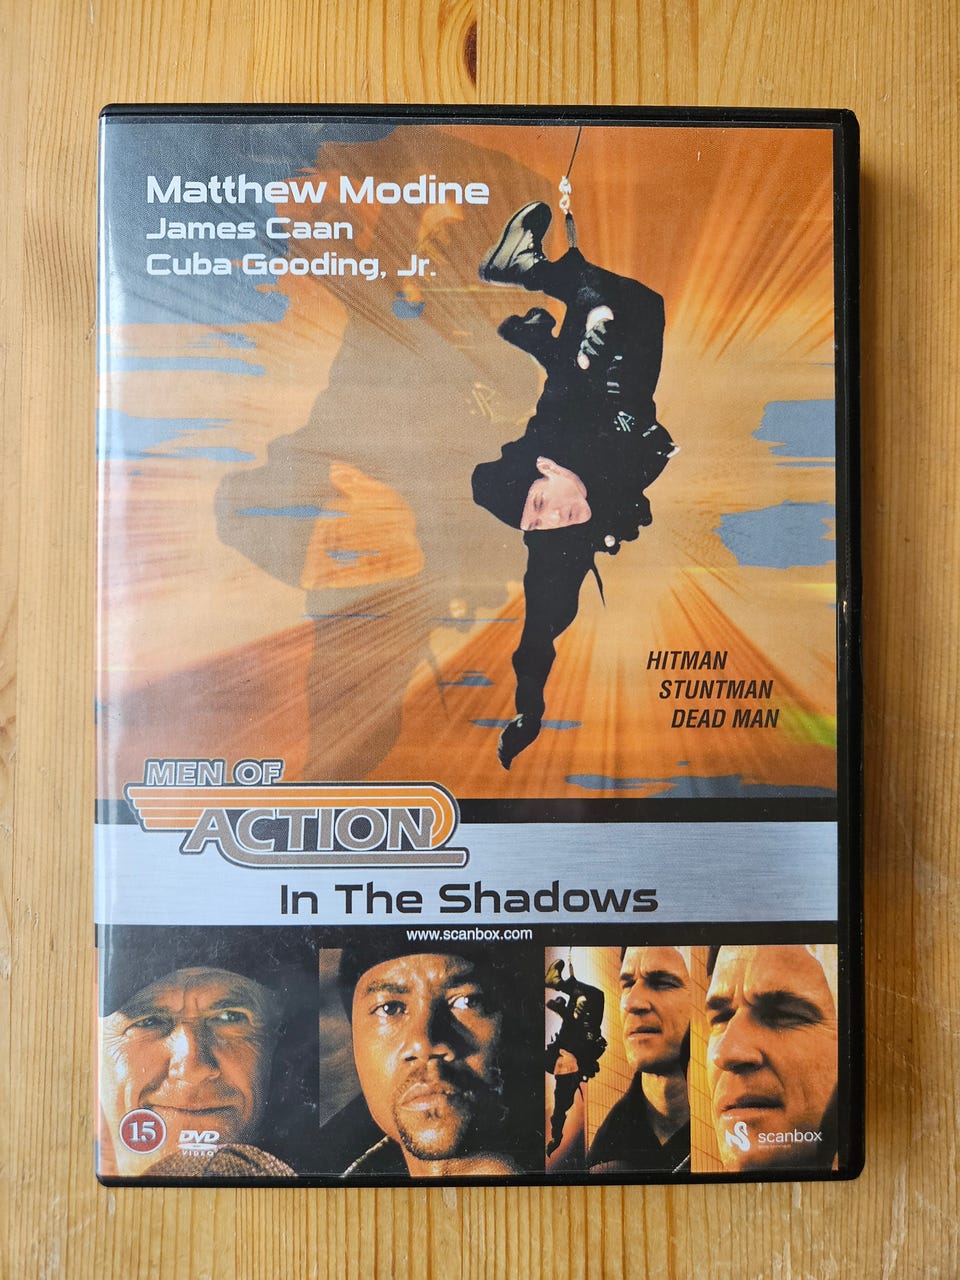 Matthew Modine
James Caan
Cuba Gooding, Jr.
HITMAN
STUNTMAN
DEAD MAN
MEN OF
ACTION
In The Shadows
www.scanbox.com
15
DVD
VIDEO
scanbox